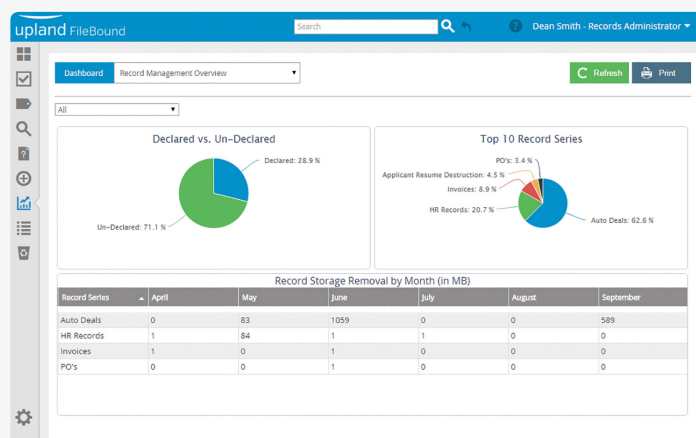 upland FileBound
Search
? Dean Smith - Records Administrator
Dashboard Record Management Overview
Refresh Print
All
Declared vs. Un-Declared
Declared: 28.9 %
Un-Declared: 71.1 %
Top 10 Record Series
PO's: 3.4 %
Applicant Resume Destruction: 4.5 %
Invoices: 8.9 %
HR Records: 20.7 %
Auto Deals: 62.6 %
Record Storage Removal by Month (in MB)
Record Series April May June July August September
Auto Deals 0 83 1059 0 0 589
HR Records 1 84 1 1 0 0
Invoices 1 0 1 0 0 0
PO's 0 0 1 0 0 0